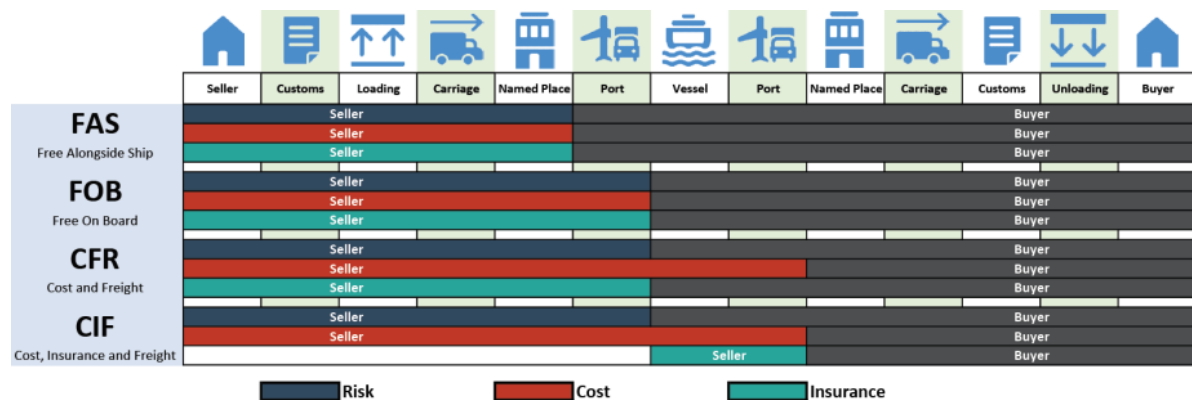 Seller Customs Loading Carriage Named Place Port Vessel Port Named Place Carriage Customs Unloading Buyer
FAS
Free Alongside Ship
Seller Buyer
Seller Buyer
Seller Buyer
FOB
Free On Board
Seller Buyer
Seller Buyer
Seller Buyer
CFR
Cost and Freight
Seller Buyer
Seller Buyer
Seller Buyer
CIF
Cost, Insurance and Freight
Seller Buyer
Seller Buyer
Seller Buyer
Risk Cost Insurance